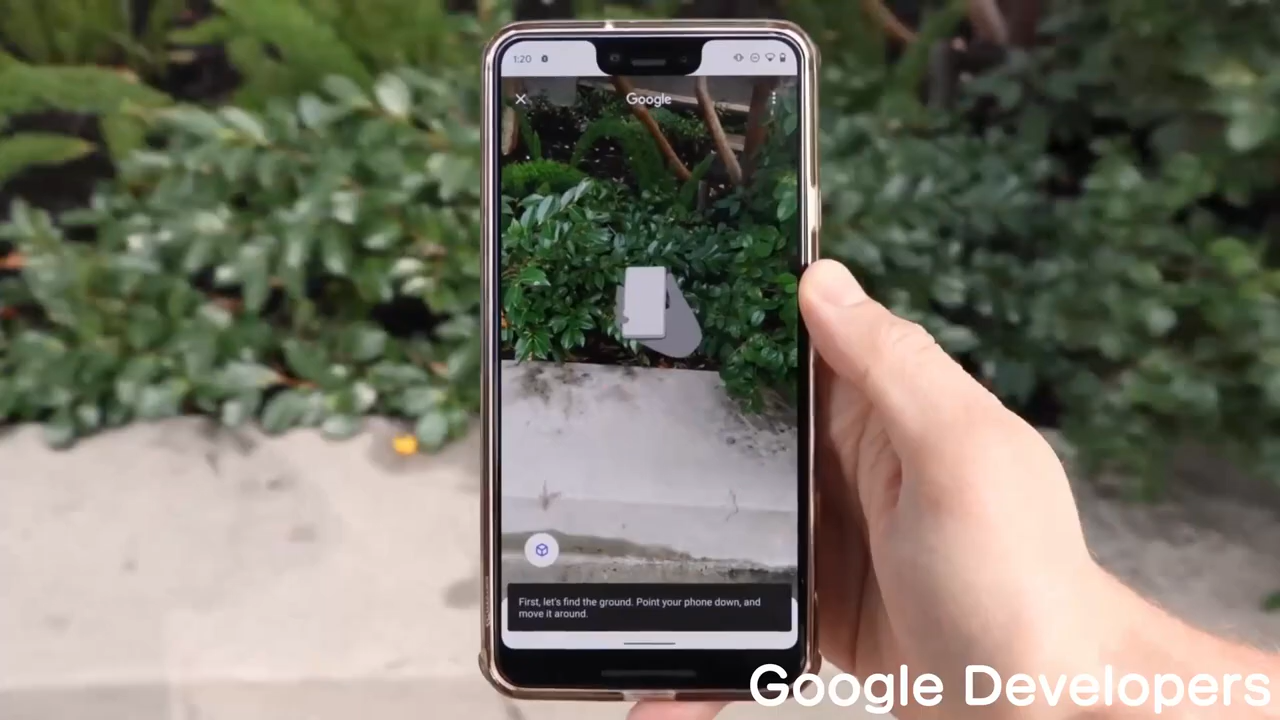 1:20
Google
First, let's find the ground. Point your phone down, and
move it around.
Google Developers